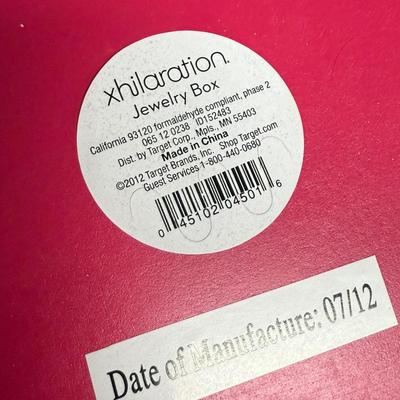 xhilaration.
Jewelry Box
California 93120 formaldehyde compliant, phase 2
065 12 0238 ID152483
Dist. by Target Corp., Mpls., MN 55403
Made in China
©2012 Target Brands, Inc. Shop Target.com
Guest Services 1-800-440-0680
0 45102 04501 6
Date of Manufacture: 07/12